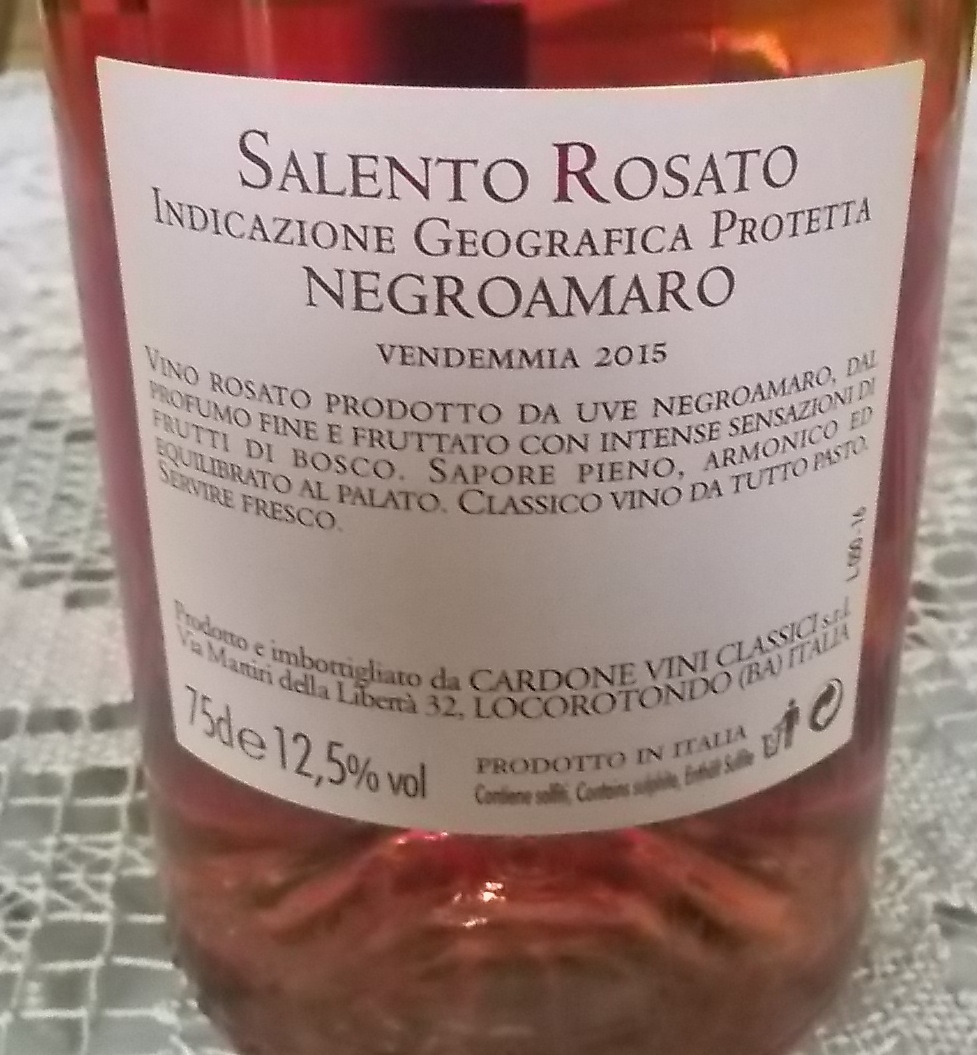 SALENTO ROSATO
INDICAZIONE GEOGRAFICA PROTETTA
NEGROAMARO
VENDEMMIA 2015
VINO ROSATO PRODOTTO DA UVE NEGROAMARO, DAL
PROFUMO FINE E FRUTTATO CON INTENSE SENSAZIONI DI
FRUTTI DI BOSCO. SAPORE PIENO, ARMONICO ED
EQUILIBRATO AL PALATO. CLASSICO VINO DA TUTTO PASTO.
SERVIRE FRESCO.
Prodotto e imbottigliato da CARDONE VINI CLASSICI s.r.l.
Via Martiri della Libertà 32, LOCOROTONDO (BA) ITALIA
75cl e 12,5% vol
PRODOTTO IN ITALIA
Contiene solfiti, Contains sulphite, Enthält Sulfite